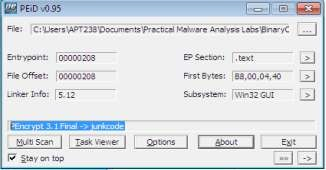 PEiD v0.95
File: C:\Users\APT238\Documents\Practical Malware Analysis Labs\BinaryC ...
Entrypoint: 00000208 EP Section: .text >
File Offset: 00000208 First Bytes: B8,00,04,40 >
Linker Info: 5.12 Subsystem: Win32 GUI >
?Encrypt 3.1 Final -> junkcode
Multi Scan Task Viewer Options About Exit
Stay on top == ->